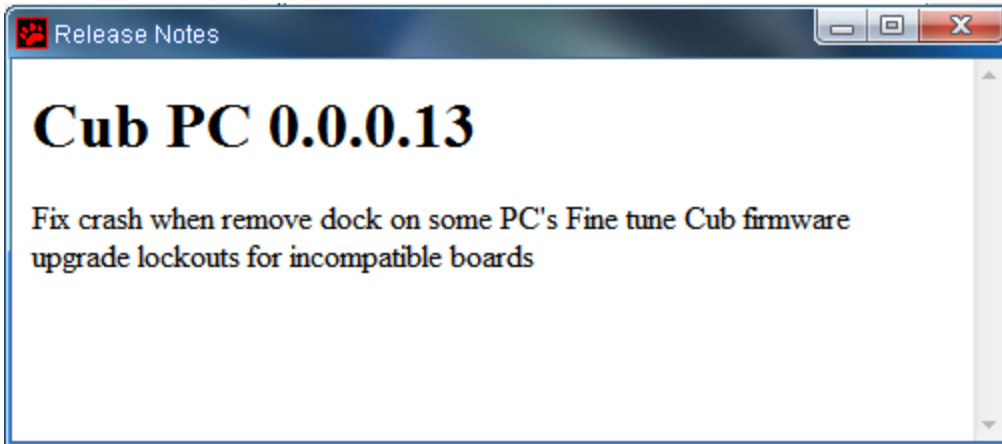 Release Notes
Cub PC 0.0.0.13
Fix crash when remove dock on some PC's Fine tune Cub firmware
upgrade lockouts for incompatible boards